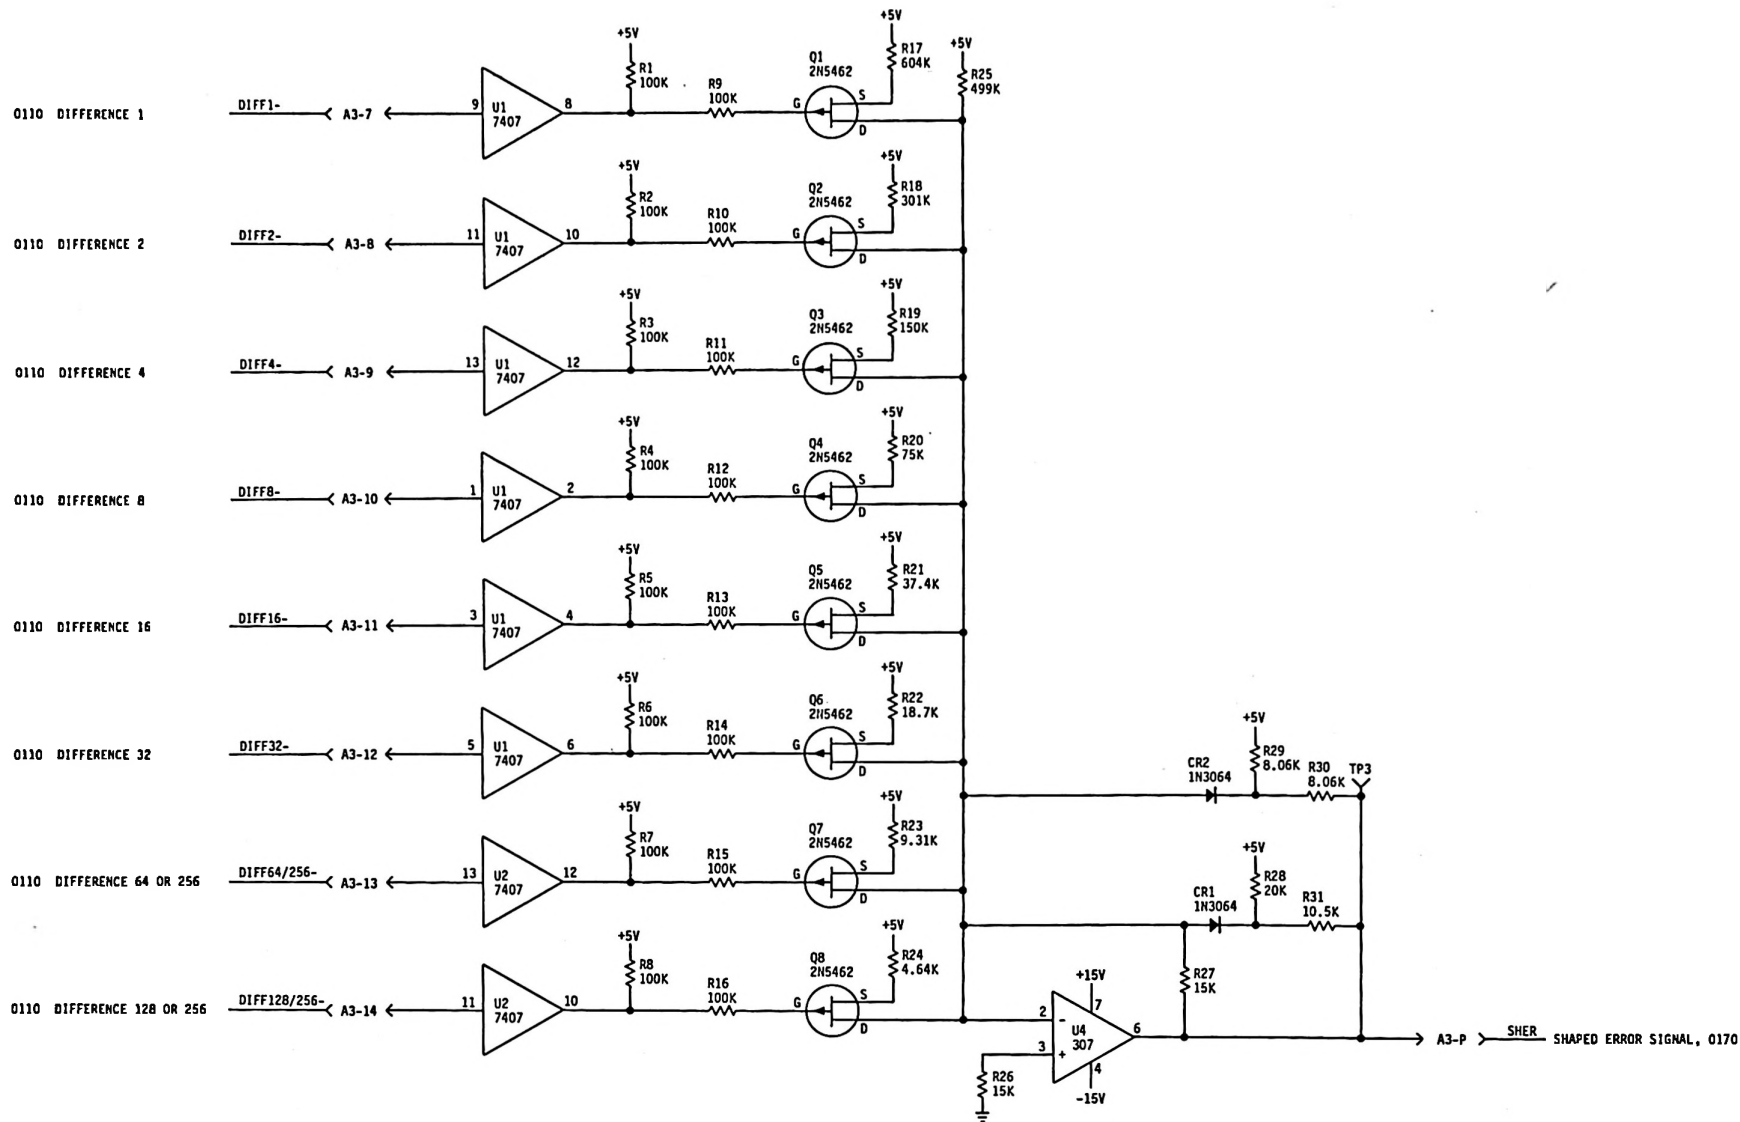 +5V
R17
604K
+5V
R25
499K
+5V
R1
100K
R9
100K
Q1
2N5462
G
S
D
0110 DIFFERENCE 1
DIFF1-
A3-7
9
U1
7407
8
+5V
R2
100K
R10
100K
Q2
2N5462
+5V
R18
301K
G
S
D
0110 DIFFERENCE 2
DIFF2-
A3-8
11
U1
7407
10
+5V
R3
100K
R11
100K
Q3
2N5462
+5V
R19
150K
G
S
D
0110 DIFFERENCE 4
DIFF4-
A3-9
13
U1
7407
12
+5V
R4
100K
R12
100K
Q4
2N5462
+5V
R20
75K
G
S
D
0110 DIFFERENCE 8
DIFF8-
A3-10
1
U1
7407
2
+5V
R5
100K
R13
100K
Q5
2N5462
+5V
R21
37.4K
G
S
D
0110 DIFFERENCE 16
DIFF16-
A3-11
3
U1
7407
4
+5V
R6
100K
R14
100K
Q6
2N5462
+5V
R22
18.7K
G
S
D
0110 DIFFERENCE 32
DIFF32-
A3-12
5
U1
7407
6
+5V
R7
100K
R15
100K
Q7
2N5462
+5V
R23
9.31K
G
S
D
0110 DIFFERENCE 64 OR 256
DIFF64/256-
A3-13
13
U2
7407
12
+5V
R8
100K
R16
100K
Q8
2N5462
+5V
R24
4.64K
G
S
D
0110 DIFFERENCE 128 OR 256
DIFF128/256-
A3-14
11
U2
7407
10
+5V
R29
8.06K
CR2
1N3064
R30
8.06K
TP3
+5V
R28
20K
CR1
1N3064
R31
10.5K
R27
15K
+15V
7
2
-
U4
307
6
3
+
4
-15V
R26
15K
A3-P
SHER
SHAPED ERROR SIGNAL, 0170